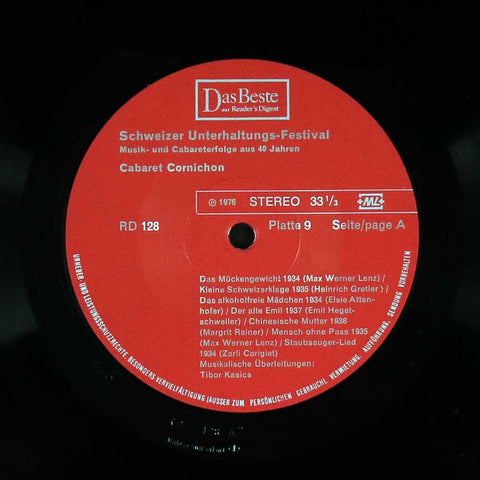 Das Beste
aus Reader's Digest
Schweizer Unterhaltungs-Festival
Musik- und Cabareterfolge aus 40 Jahren
Cabaret Cornichon
℗ 1976 STEREO 33 1/3 +ML+
RD 128 Platte 9 Seite/page A
Das Mückengewicht 1934 (Max Werner Lenz) /
Kleine Schweizerklage 1935 (Heinrich Gretler) /
Das alkoholfreie Mädchen 1934 (Elsie Atten-
hofer) / Der alte Emil 1937 (Emil Heget-
schweiler) / Chinesische Mutter 1938
(Margrit Rainer) / Mensch ohne Pass 1935
(Max Werner Lenz) / Staubsauger-Lied
1934 (Zarli Carigiet)
Musikalische Überleitungen:
Tibor Kasics
URHEBER UND LEISTUNGSSCHUTZRECHTE, BESONDERS VERVIELFÄLTIGUNG (AUSSER ZUM PERSÖNLICHEN GEBRAUCH), VERMIETUNG, AUFFÜHRUNG, SENDUNG VORBEHALTEN